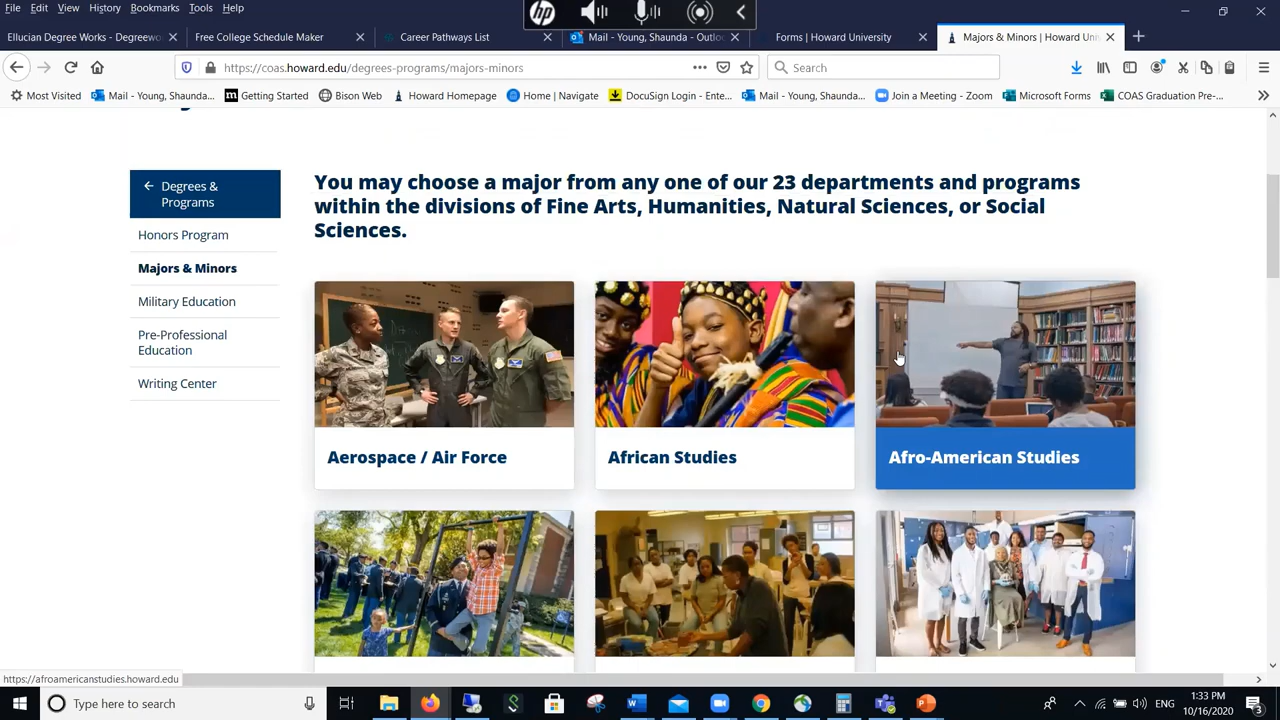 File Edit View History Bookmarks Tools Help
hp
Ellucian Degree Works - Degreewo
Free College Schedule Maker
Career Pathways List
Mail - Young, Shaunda - Outloo
Forms | Howard University
Majors & Minors | Howard Univ
https://coas.howard.edu/degrees-programs/majors-minors
Search
Most Visited
Mail - Young, Shaunda...
Getting Started
Bison Web
Howard Homepage
Home | Navigate
DocuSign Login - Ente...
Mail - Young, Shaunda...
Join a Meeting - Zoom
Microsoft Forms
COAS Graduation Pre-...
Degrees &
Programs
Honors Program
Majors & Minors
Military Education
Pre-Professional
Education
Writing Center
You may choose a major from any one of our 23 departments and programs
within the divisions of Fine Arts, Humanities, Natural Sciences, or Social
Sciences.
Aerospace / Air Force
African Studies
Afro-American Studies
https://afroamericanstudies.howard.edu
Type here to search
ENG
1:33 PM
10/16/2020
3